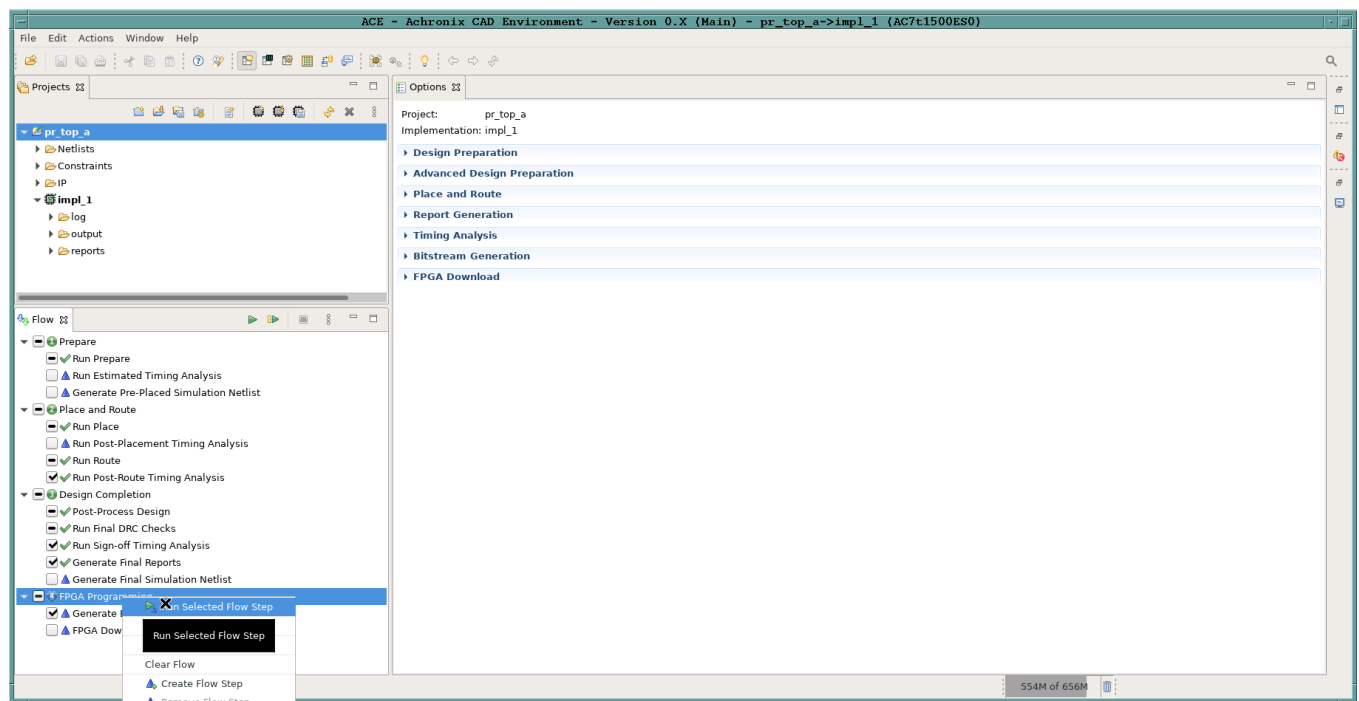 ACE - Achronix CAD Environment - Version 0.X (Main) - pr_top_a->impl_1 (AC7t1500ES0)
File Edit Actions Window Help
Projects
pr_top_a
Netlists
Constraints
IP
impl_1
log
output
reports
Options
Project: pr_top_a
Implementation: impl_1
Design Preparation
Advanced Design Preparation
Place and Route
Report Generation
Timing Analysis
Bitstream Generation
FPGA Download
Flow
Prepare
Run Prepare
Run Estimated Timing Analysis
Generate Pre-Placed Simulation Netlist
Place and Route
Run Place
Run Post-Placement Timing Analysis
Run Route
Run Post-Route Timing Analysis
Design Completion
Post-Process Design
Run Final DRC Checks
Run Sign-off Timing Analysis
Generate Final Reports
Generate Final Simulation Netlist
FPGA Programming
Generate
FPGA Dow
Run Selected Flow Step
Run Selected Flow Step
Clear Flow
Create Flow Step
Remove Flow Step
554M of 656M